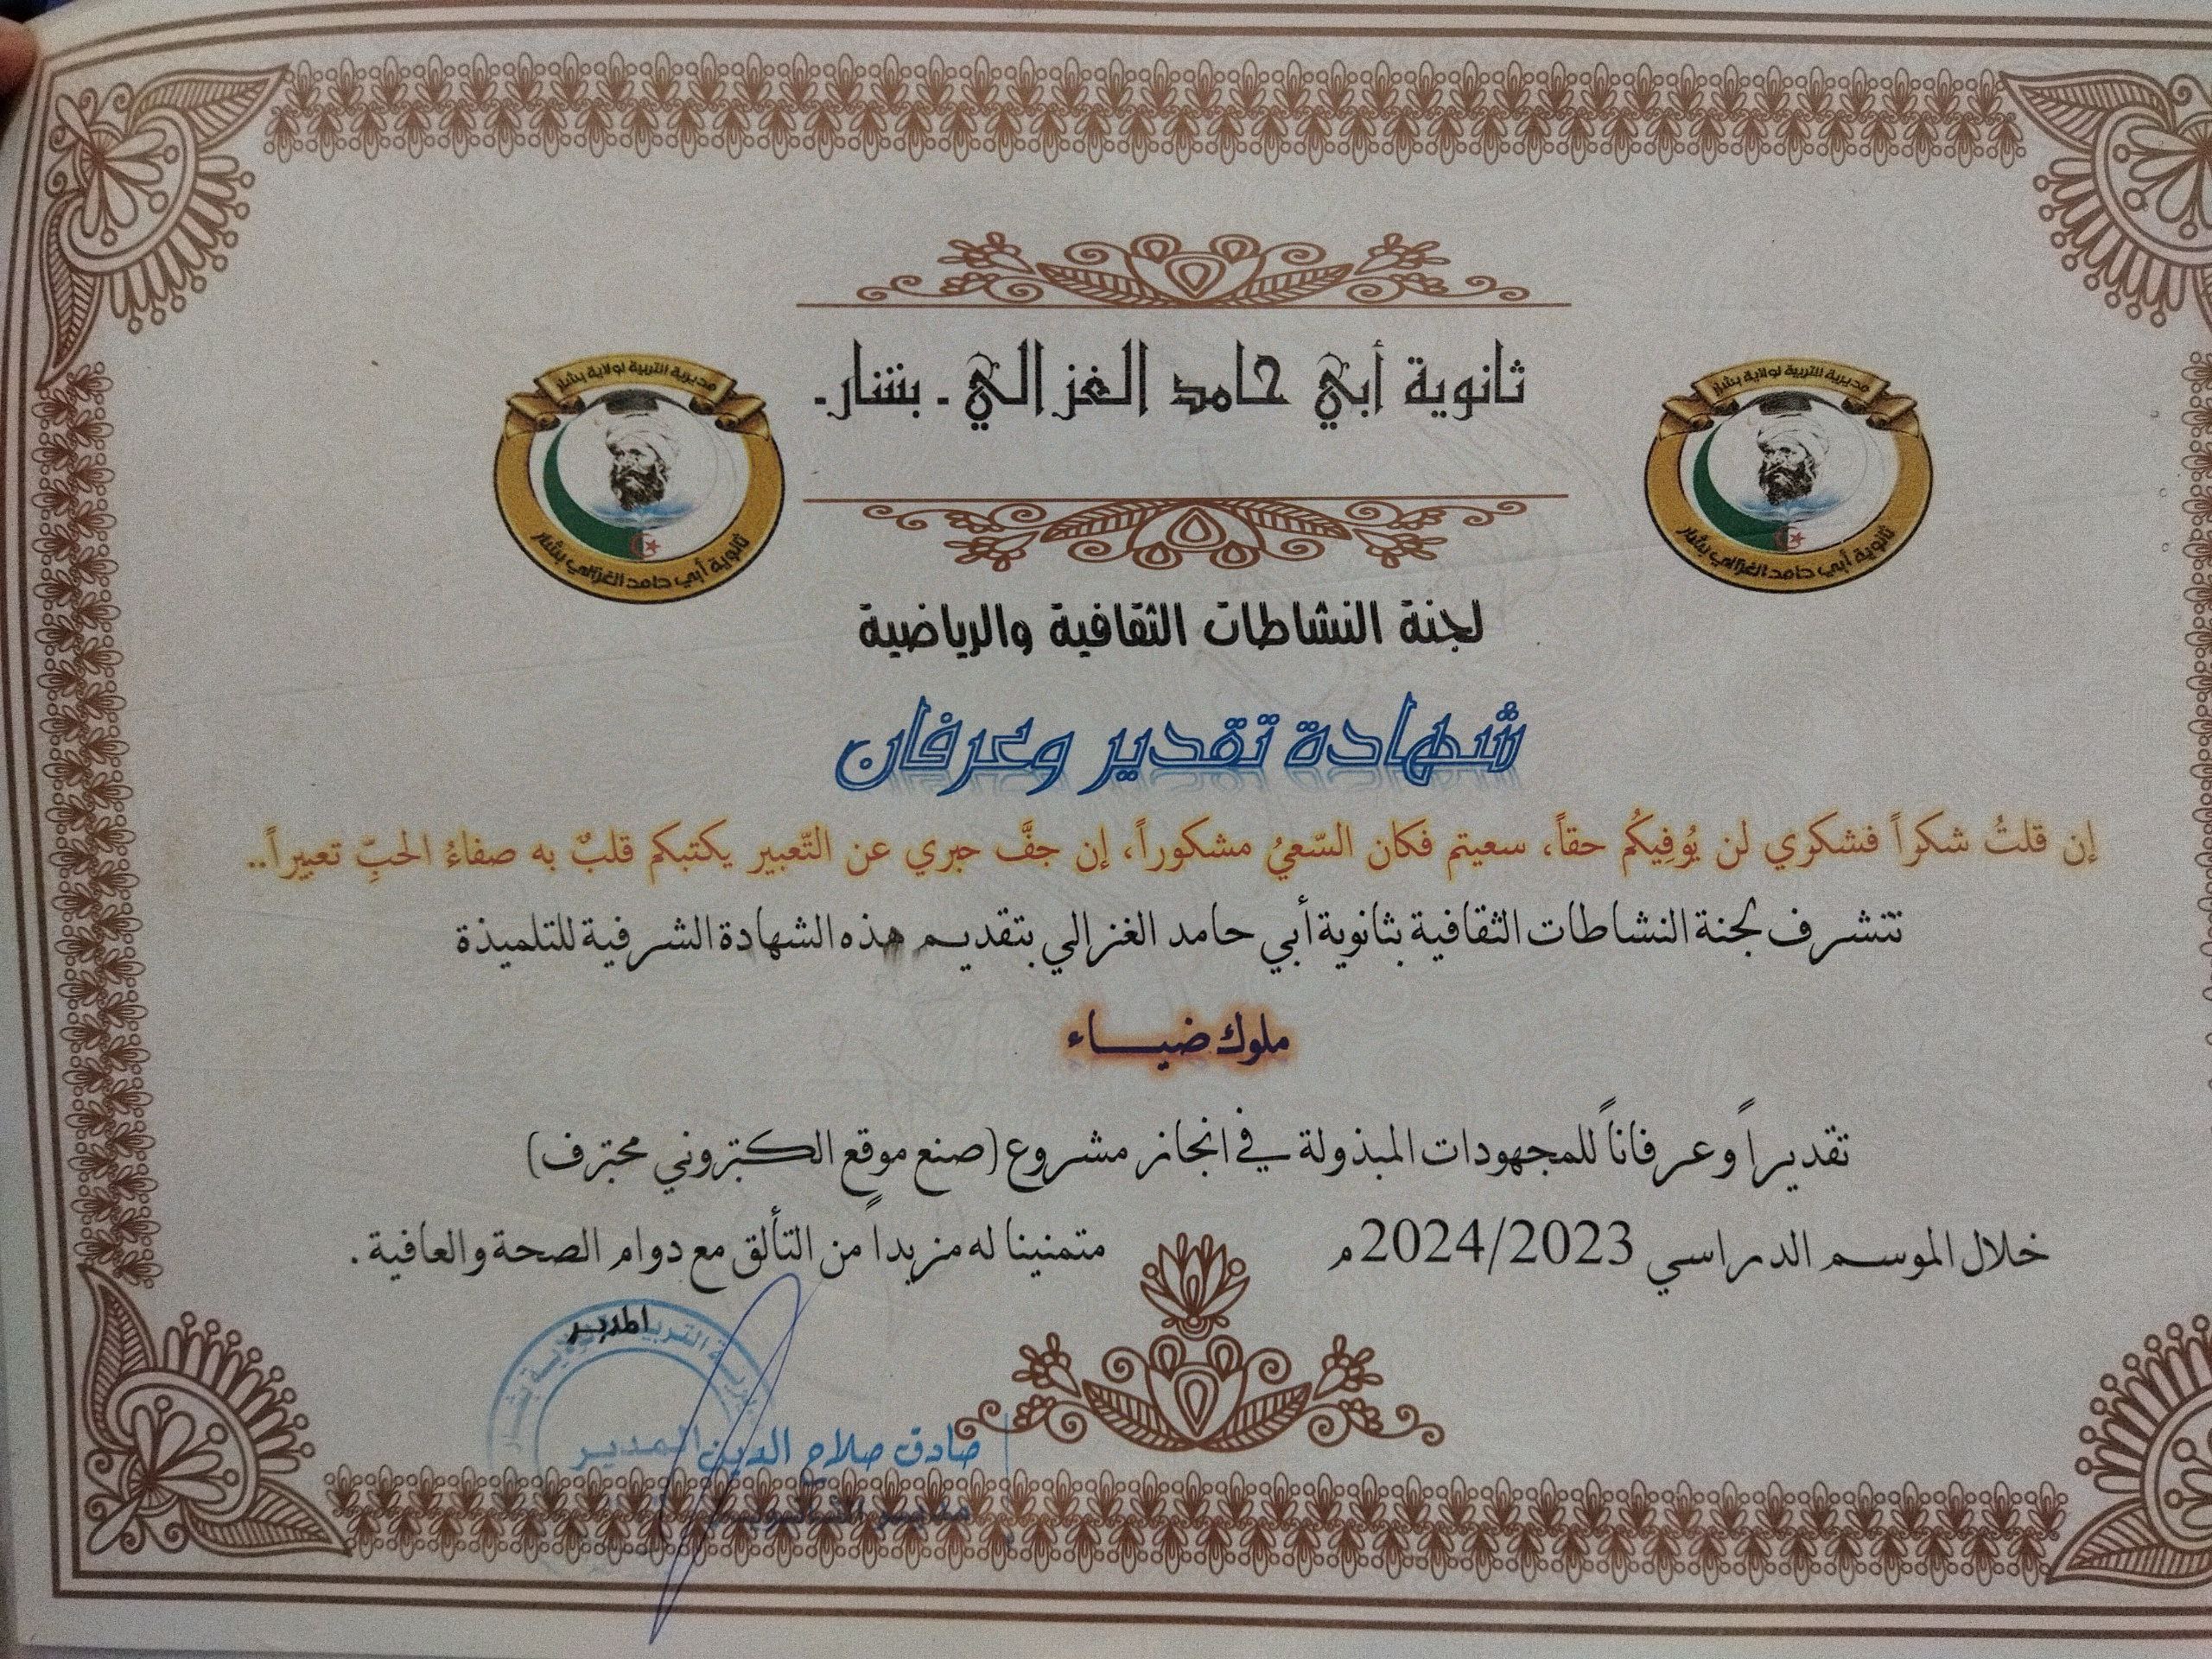 ثانوية أبي حامد الغزالي - بشار-
مديرية التربية لولاية بشار
ثانوية أبي حامد الغزالي بشار
مديرية التربية لولاية بشار
ثانوية أبي حامد الغزالي بشار
لجنة النشاطات الثقافية والرياضية
شهادة تقدير وعرفان
إن قلتُ شكراً فشكري لن يُوفِيكُم حقاً، سعيتم فكان السّعيُ مشكوراً، إن جفَّ حبري عن التّعبير يكتبكم قلبٌ به صفاءُ الحبِّ تعبيراً..
تتشرف لجنة النشاطات الثقافية بثانوية أبي حامد الغزالي بتقديم هذه الشهادة الشرفية للتلميذة
ملوك ضياء
تقديراً وعرفاناً للمجهودات المبذولة في انجاز مشروع (صنع موقع الكتروني محترف)
خلال الموسم الدراسي 2024/2023م متمنينا له مزيداً من التألق مع دوام الصحة والعافية.
المدير
صادق صلاح الدين
المدير